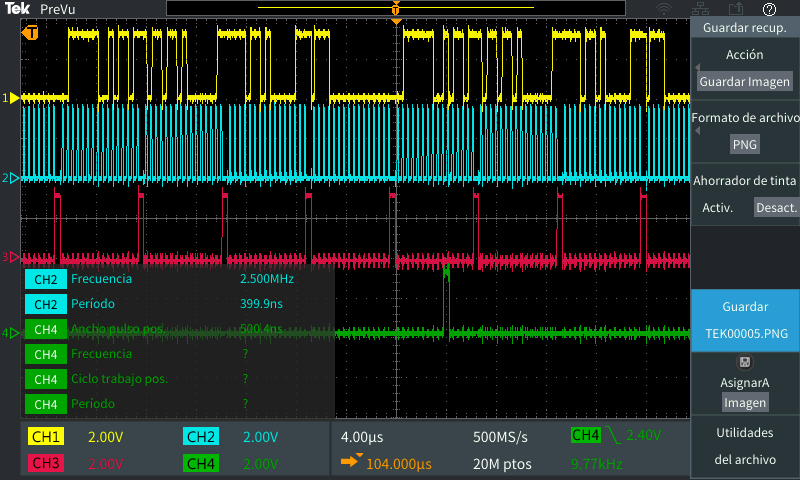 Tek PreVu
T
T
?
Guardar recup.
Acción
Guardar Imagen
Formato de archivo
PNG
Ahorrador de tinta
Activ. Desact.
1
2
3
4
CH2 Frecuencia 2.500MHz
CH2 Período 399.9ns
CH4 Ancho pulso pos. 500.4ns
CH4 Frecuencia ?
CH4 Ciclo trabajo pos. ?
CH4 Período ?
Guardar
TEK00005.PNG
AsignarA
Imagen
Utilidades
del archivo
CH1 2.00V CH2 2.00V 4.00µs 500MS/s CH4 2.40V
CH3 2.00V CH4 2.00V 104.000µs 20M ptos 9.77kHz